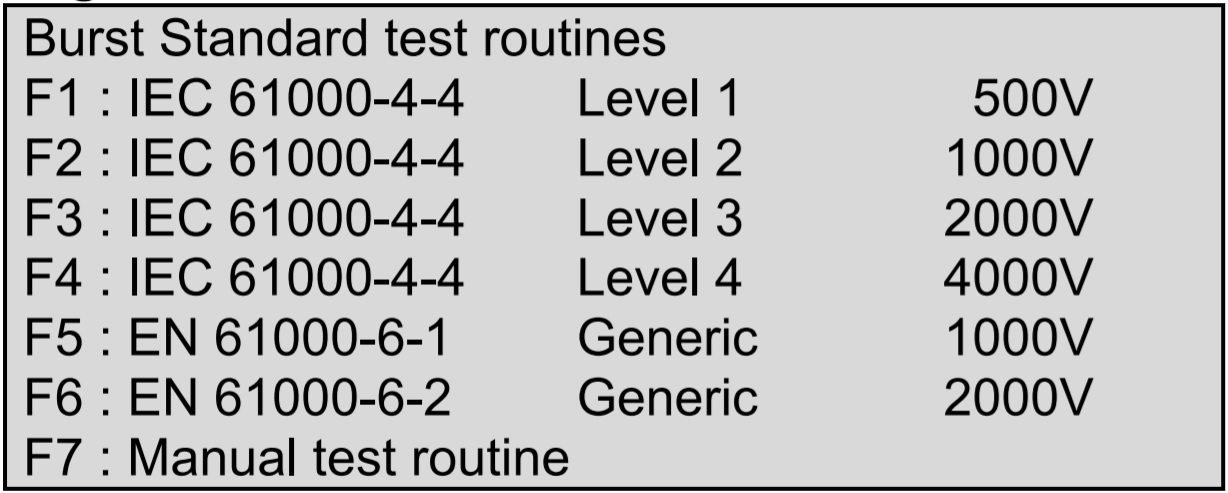 Burst Standard test routines
F1 : IEC 61000-4-4 Level 1 500V
F2 : IEC 61000-4-4 Level 2 1000V
F3 : IEC 61000-4-4 Level 3 2000V
F4 : IEC 61000-4-4 Level 4 4000V
F5 : EN 61000-6-1 Generic 1000V
F6 : EN 61000-6-2 Generic 2000V
F7 : Manual test routine